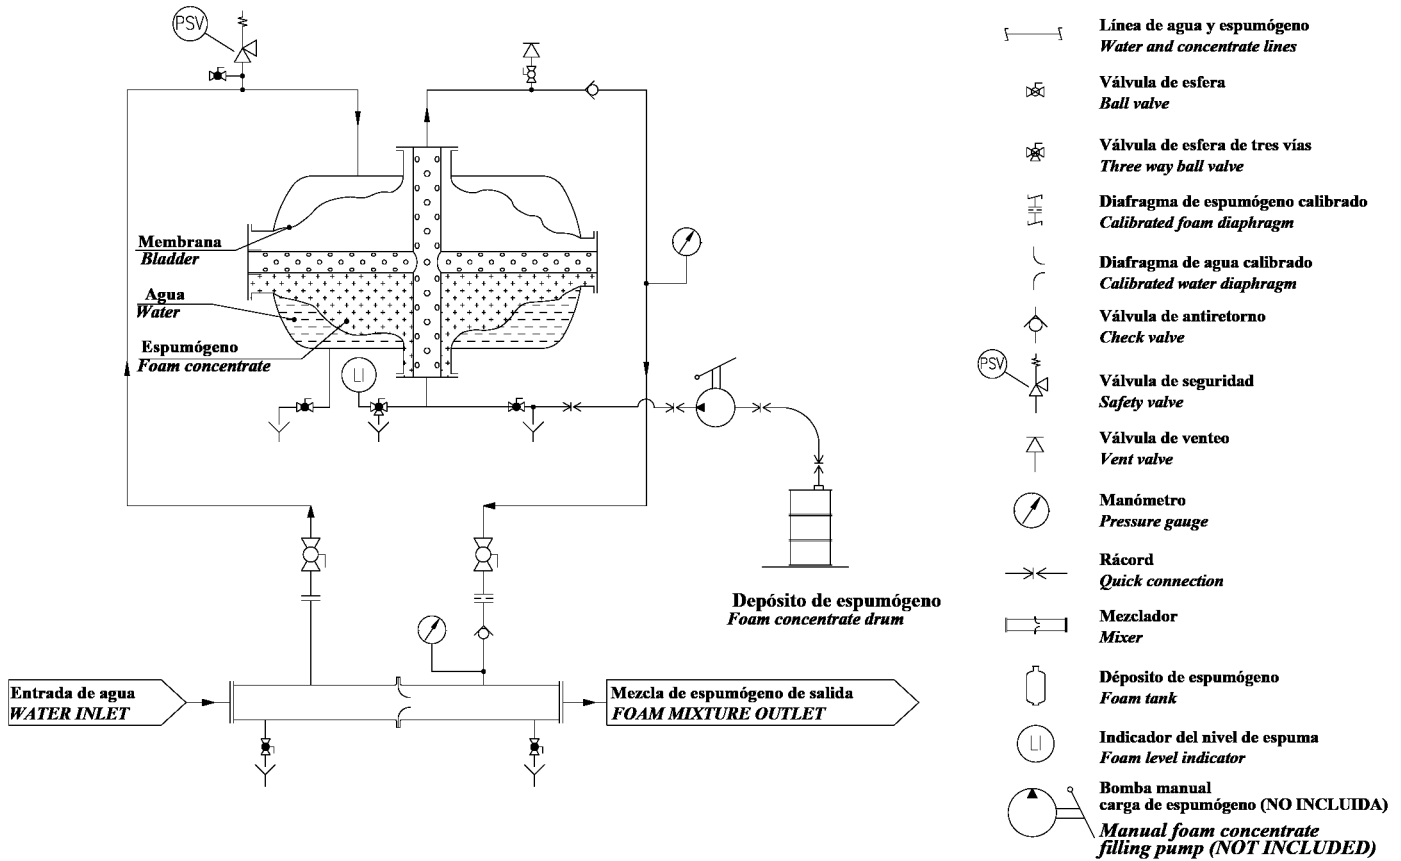 PSV
Membrana
Bladder
Agua
Water
Espumógeno
Foam concentrate
LI
Depósito de espumógeno
Foam concentrate drum
Entrada de agua
WATER INLET
Mezcla de espumógeno de salida
FOAM MIXTURE OUTLET
Línea de agua y espumógeno
Water and concentrate lines
Válvula de esfera
Ball valve
Válvula de esfera de tres vías
Three way ball valve
Diafragma de espumógeno calibrado
Calibrated foam diaphragm
Diafragma de agua calibrado
Calibrated water diaphragm
Válvula de antiretorno
Check valve
PSV
Válvula de seguridad
Safety valve
Válvula de venteo
Vent valve
Manómetro
Pressure gauge
Rácord
Quick connection
Mezclador
Mixer
Déposito de espumógeno
Foam tank
LI
Indicador del nivel de espuma
Foam level indicator
Bomba manual
carga de espumógeno (NO INCLUIDA)
Manual foam concentrate
filling pump (NOT INCLUDED)